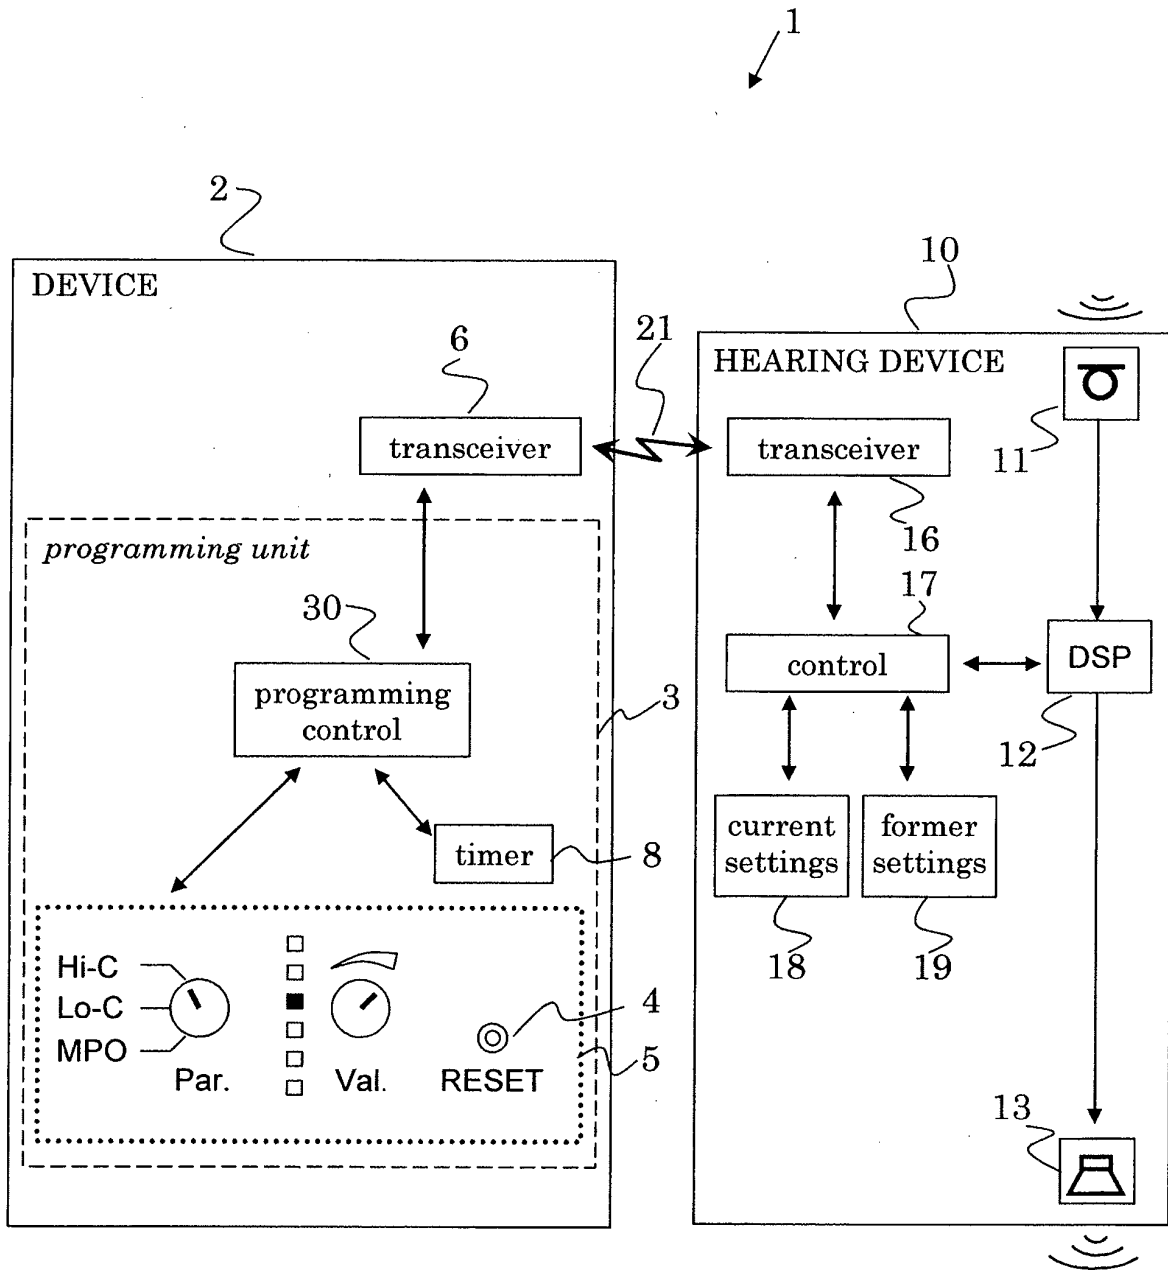 1
2
10
DEVICE
6
21
HEARING DEVICE
transceiver
transceiver
11
16
programming unit
17
30
control
DSP
programming
control
3
12
current
settings
former
settings
timer
8
18
19
Hi-C
Lo-C
MPO
4
5
Par.
Val.
RESET
13